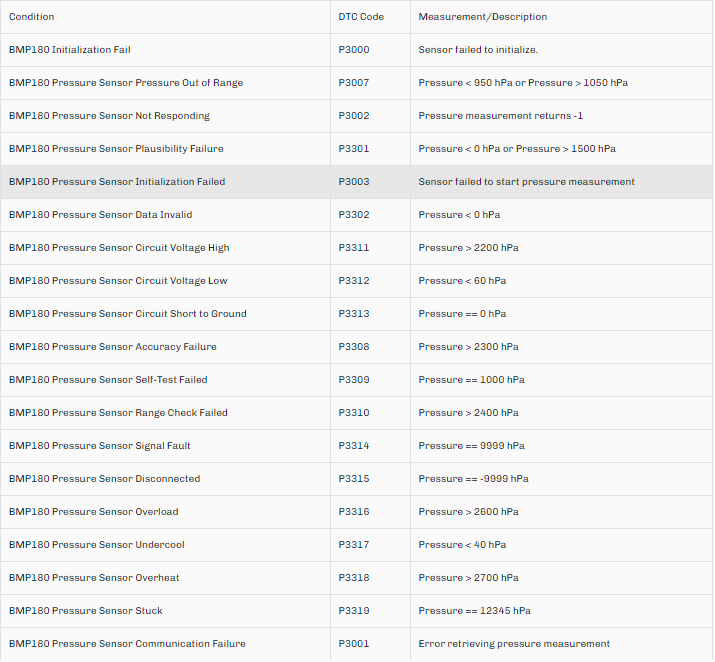 Condition DTC Code Measurement/Description
BMP180 Initialization Fail P3000 Sensor failed to initialize.
BMP180 Pressure Sensor Pressure Out of Range P3007 Pressure < 950 hPa or Pressure > 1050 hPa
BMP180 Pressure Sensor Not Responding P3002 Pressure measurement returns -1
BMP180 Pressure Sensor Plausibility Failure P3301 Pressure < 0 hPa or Pressure > 1500 hPa
BMP180 Pressure Sensor Initialization Failed P3003 Sensor failed to start pressure measurement
BMP180 Pressure Sensor Data Invalid P3302 Pressure < 0 hPa
BMP180 Pressure Sensor Circuit Voltage High P3311 Pressure > 2200 hPa
BMP180 Pressure Sensor Circuit Voltage Low P3312 Pressure < 60 hPa
BMP180 Pressure Sensor Circuit Short to Ground P3313 Pressure == 0 hPa
BMP180 Pressure Sensor Accuracy Failure P3308 Pressure > 2300 hPa
BMP180 Pressure Sensor Self-Test Failed P3309 Pressure == 1000 hPa
BMP180 Pressure Sensor Range Check Failed P3310 Pressure > 2400 hPa
BMP180 Pressure Sensor Signal Fault P3314 Pressure == 9999 hPa
BMP180 Pressure Sensor Disconnected P3315 Pressure == -9999 hPa
BMP180 Pressure Sensor Overload P3316 Pressure > 2600 hPa
BMP180 Pressure Sensor Undercool P3317 Pressure < 40 hPa
BMP180 Pressure Sensor Overheat P3318 Pressure > 2700 hPa
BMP180 Pressure Sensor Stuck P3319 Pressure == 12345 hPa
BMP180 Pressure Sensor Communication Failure P3001 Error retrieving pressure measurement